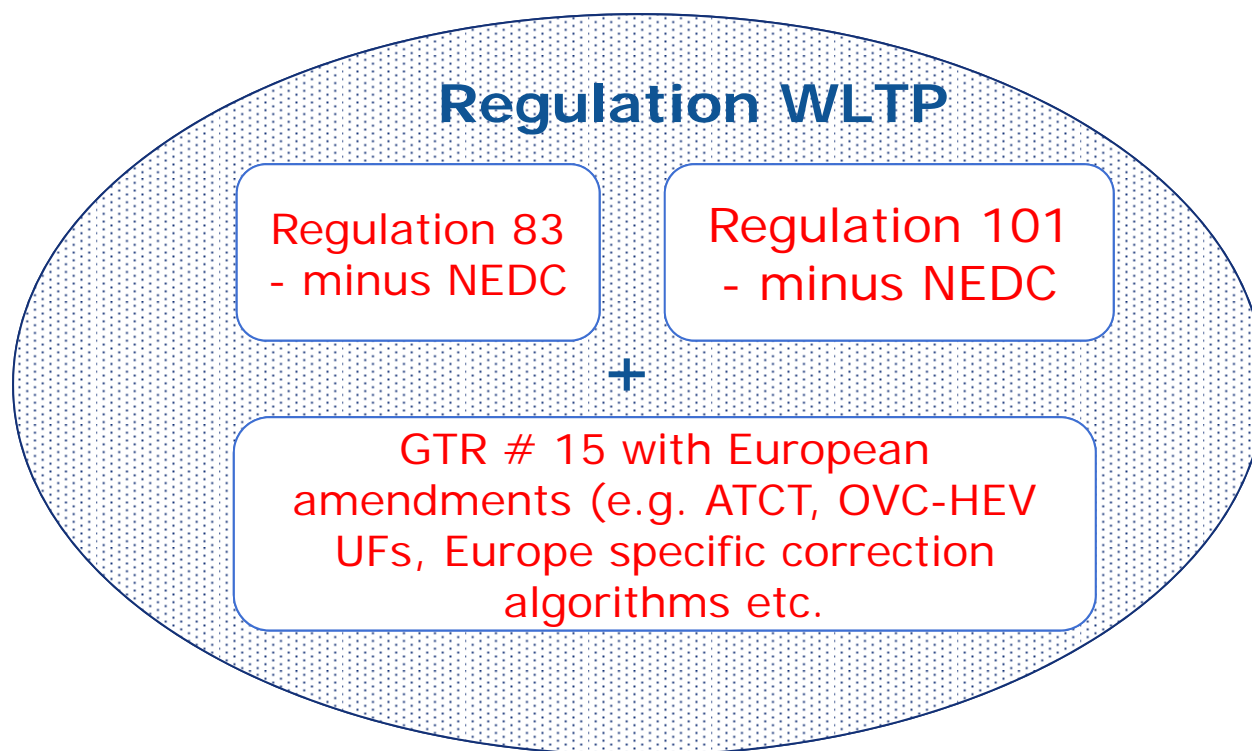 Regulation WLTP
Regulation 83
- minus NEDC
Regulation 101
- minus NEDC
+
GTR # 15 with European
amendments (e.g. ATCT, OVC-HEV
UFs, Europe specific correction
algorithms etc.